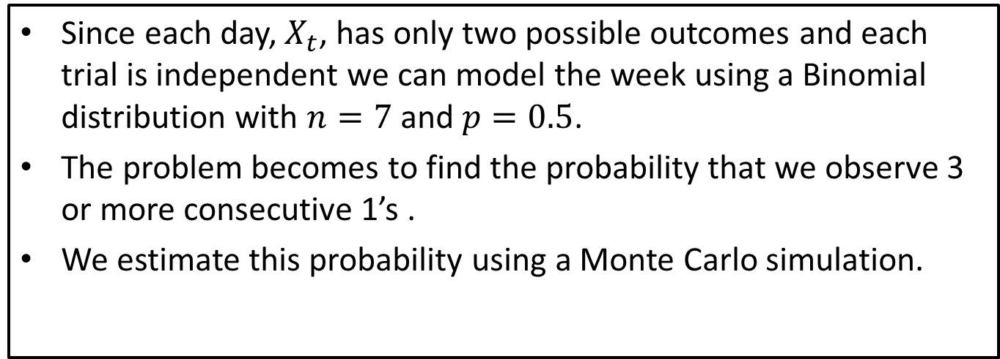 • Since each day, 𝑋𝑡, has only two possible outcomes and each
trial is independent we can model the week using a Binomial
distribution with 𝑛 = 7 and 𝑝 = 0.5.
• The problem becomes to find the probability that we observe 3
or more consecutive 1’s .
• We estimate this probability using a Monte Carlo simulation.